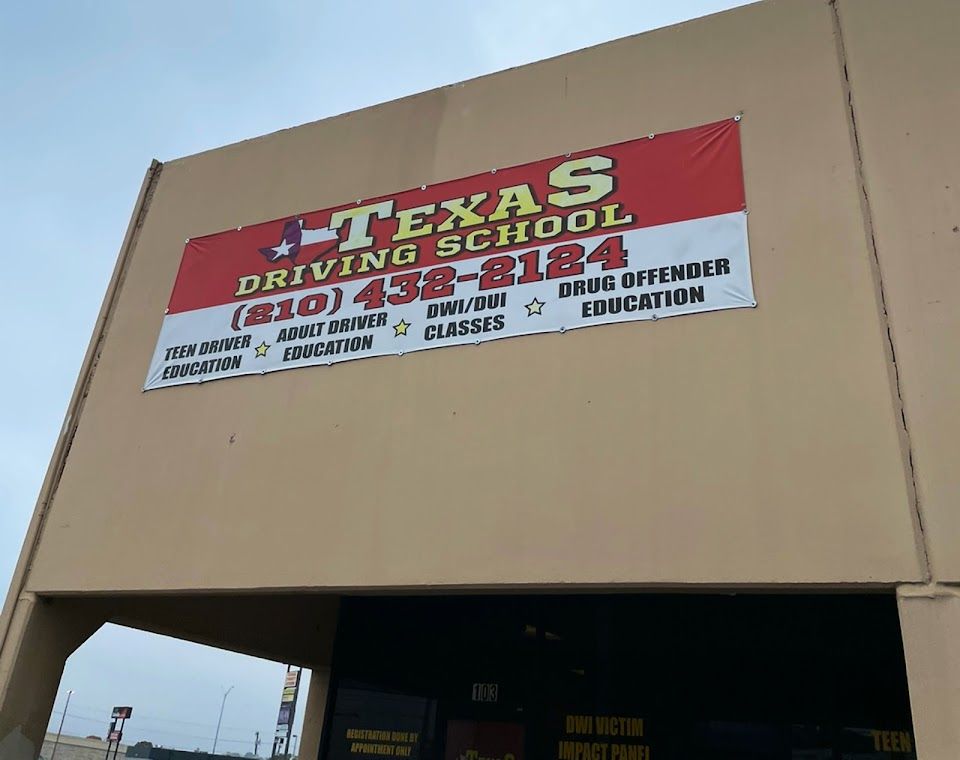 TEXAS
DRIVING SCHOOL
(210) 432-2124
TEEN DRIVER
EDUCATION
ADULT DRIVER
EDUCATION
DWI/DUI
CLASSES
DRUG OFFENDER
EDUCATION
103
REGISTRATION DONE BY
APPOINTMENT ONLY
TEXAS
DWI VICTIM
IMPACT PANEL
TEEN